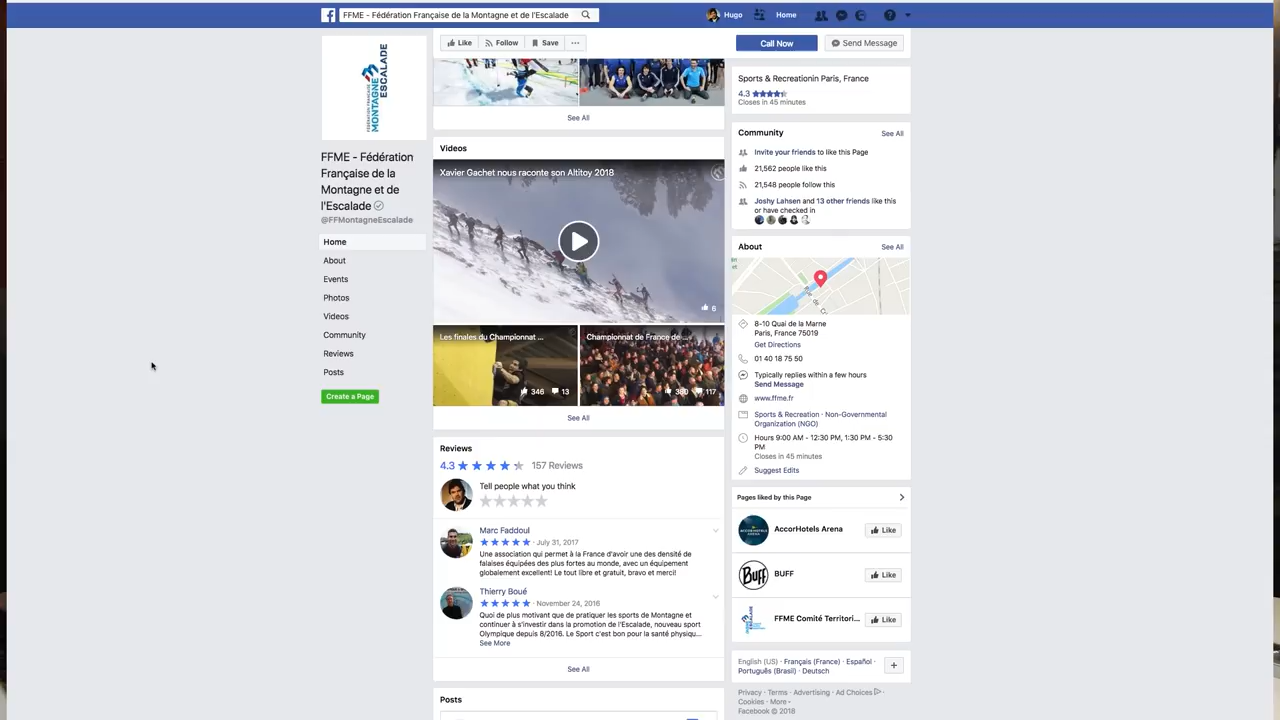 FFME - Fédération Française de la Montagne et de l'Escalade
Hugo
Home
FÉDÉRATION FRANÇAISE
MONTAGNE
ESCALADE
FFME - Fédération
Française de la
Montagne et de
l'Escalade
@FFMontagneEscalade
Home
About
Events
Photos
Videos
Community
Reviews
Posts
Create a Page
Like
Follow
Save
Call Now
Send Message
See All
Videos
Xavier Gachet nous raconte son Altitoy 2018
6
Les finales du Championnat ...
346
13
Championnat de France de ...
117
See All
Reviews
4.3
157 Reviews
Tell people what you think
Marc Faddoul
· July 31, 2017
Une association qui permet à la France d'avoir une des densité de
falaises équipées des plus fortes au monde, avec un équipement
globalement excellent! Le tout libre et gratuit, bravo et merci!
Thierry Boué
· November 24, 2016
Quoi de plus motivant que de pratiquer les sports de Montagne et
continuer à s'investir dans la promotion de l'Escalade, nouveau sport
Olympique depuis 8/2016. Le Sport c'est bon pour la santé physiqu...
See More
See All
Posts
Sports & Recreationin Paris, France
4.3
Closes in 45 minutes
Community
See All
Invite your friends to like this Page
21,562 people like this
21,548 people follow this
Joshy Lahsen and 13 other friends like this
or have checked in
About
See All
8-10 Quai de la Marne
Paris, France 75019
Get Directions
01 40 18 75 50
Typically replies within a few hours
Send Message
www.ffme.fr
Sports & Recreation · Non-Governmental
Organization (NGO)
Hours 9:00 AM - 12:30 PM, 1:30 PM - 5:30
PM
Closes in 45 minutes
Suggest Edits
Pages liked by this Page
ACCORHOTELS
ARENA
AccorHotels Arena
Like
Buff
BUFF
Like
FFME Comité Territori...
Like
English (US) · Français (France) · Español ·
Português (Brasil) · Deutsch
Privacy · Terms · Advertising · Ad Choices ·
Cookies · More
Facebook © 2018